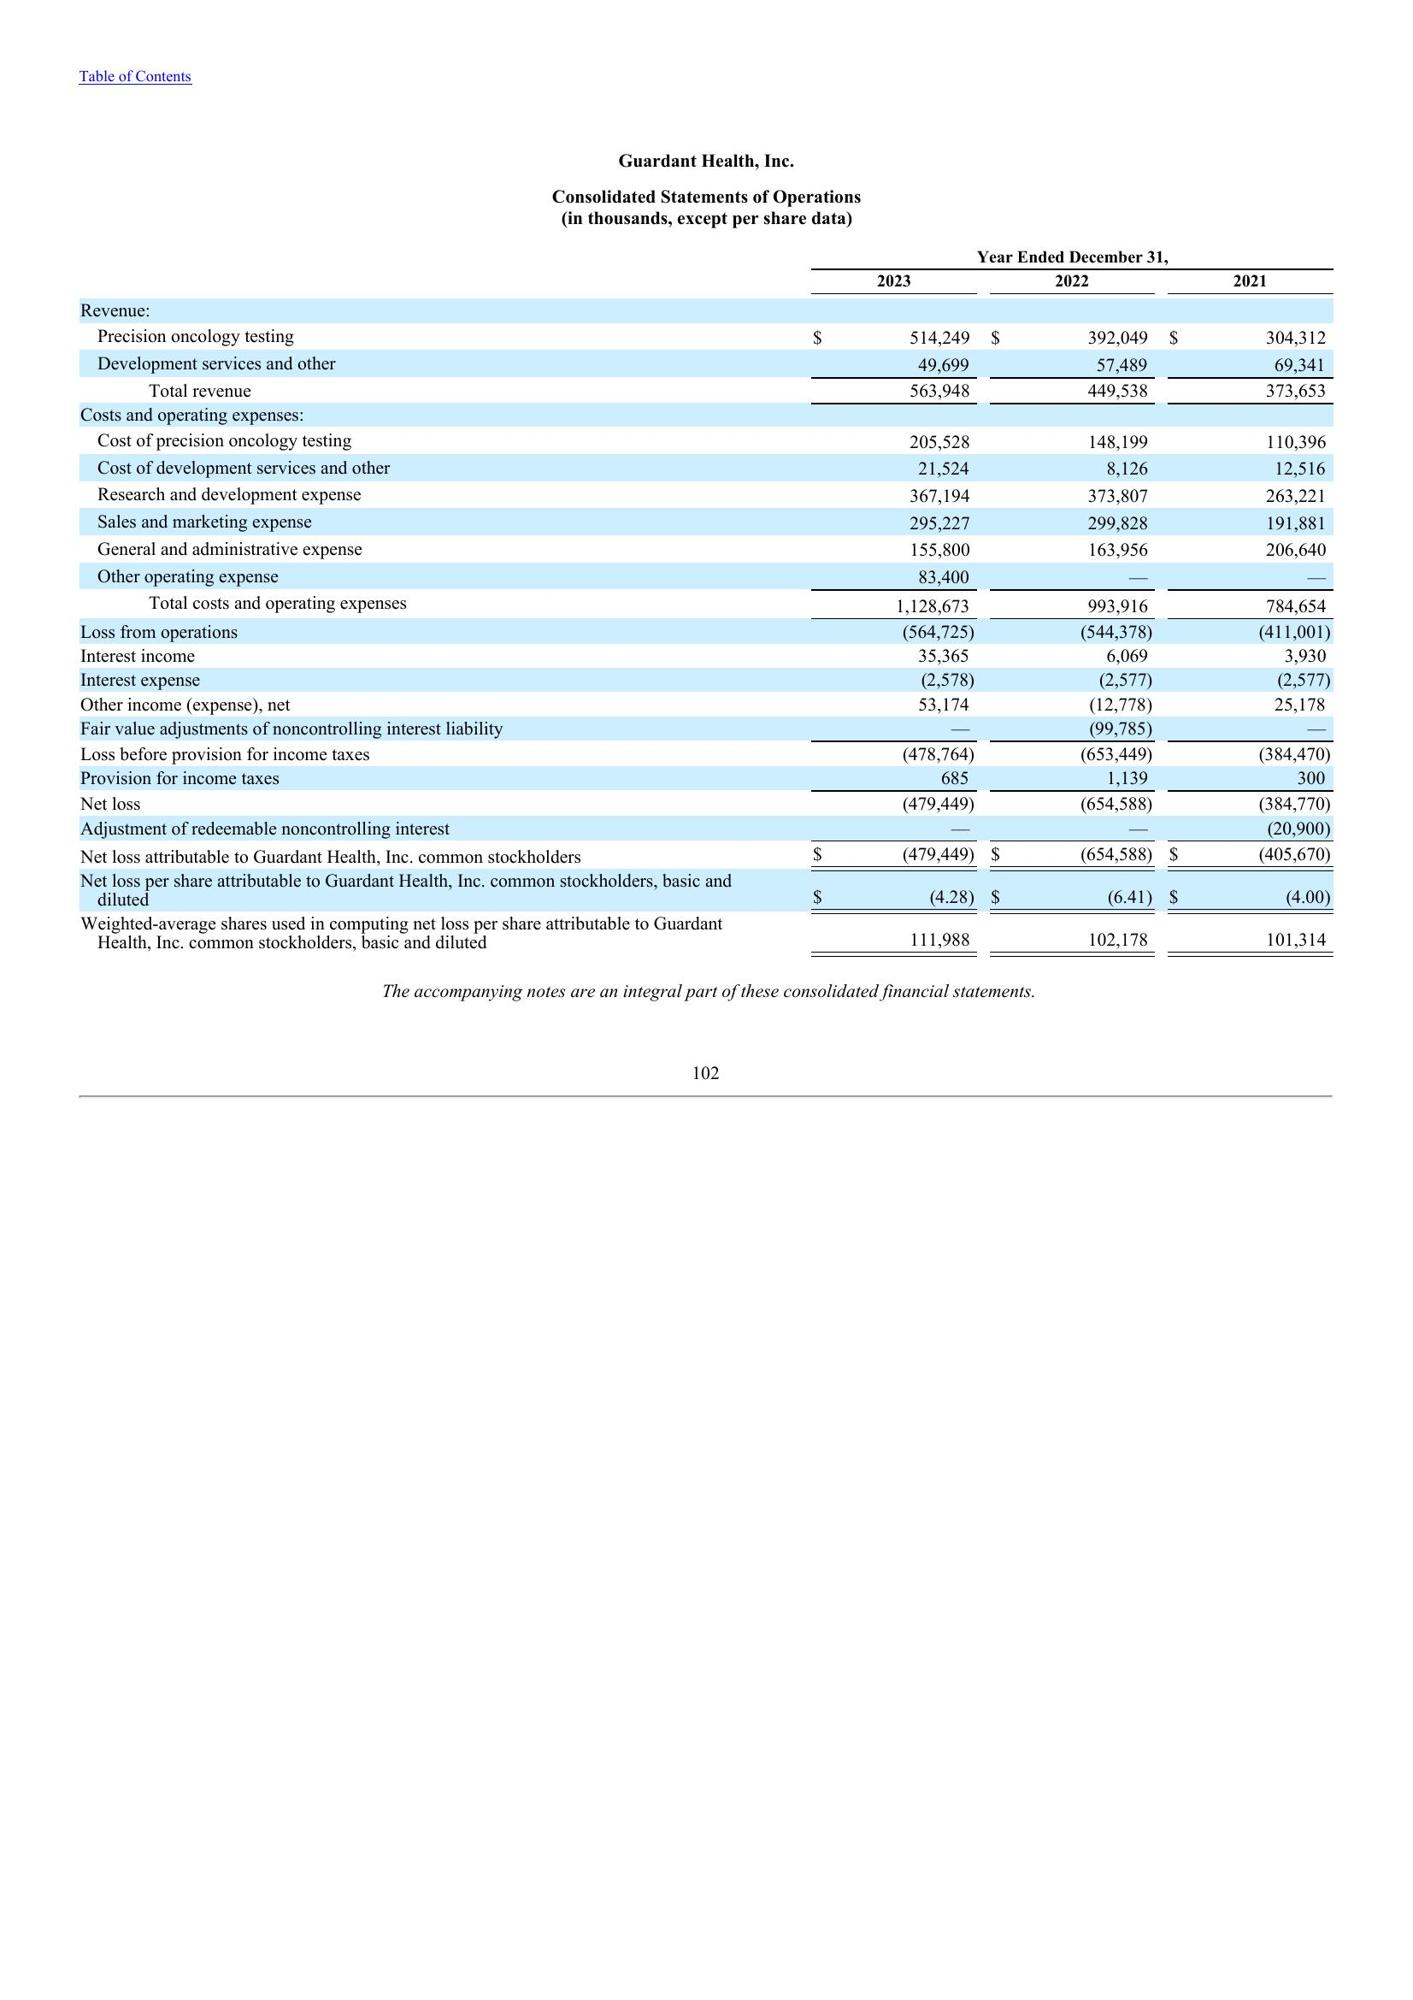 Table of Contents
Guardant Health, Inc.
Consolidated Statements of Operations
(in thousands, except per share data)
Year Ended December 31,
2023 2022 2021
Revenue:
Precision oncology testing $ 514,249 $ 392,049 $ 304,312
Development services and other 49,699 57,489 69,341
Total revenue 563,948 449,538 373,653
Costs and operating expenses:
Cost of precision oncology testing 205,528 148,199 110,396
Cost of development services and other 21,524 8,126 12,516
Research and development expense 367,194 373,807 263,221
Sales and marketing expense 295,227 299,828 191,881
General and administrative expense 155,800 163,956 206,640
Other operating expense 83,400 — —
Total costs and operating expenses 1,128,673 993,916 784,654
Loss from operations (564,725) (544,378) (411,001)
Interest income 35,365 6,069 3,930
Interest expense (2,578) (2,577) (2,577)
Other income (expense), net 53,174 (12,778) 25,178
Fair value adjustments of noncontrolling interest liability — (99,785) —
Loss before provision for income taxes (478,764) (653,449) (384,470)
Provision for income taxes 685 1,139 300
Net loss (479,449) (654,588) (384,770)
Adjustment of redeemable noncontrolling interest — — (20,900)
Net loss attributable to Guardant Health, Inc. common stockholders $ (479,449) $ (654,588) $ (405,670)
Net loss per share attributable to Guardant Health, Inc. common stockholders, basic and
diluted $ (4.28) $ (6.41) $ (4.00)
Weighted-average shares used in computing net loss per share attributable to Guardant
Health, Inc. common stockholders, basic and diluted 111,988 102,178 101,314
The accompanying notes are an integral part of these consolidated financial statements.
102